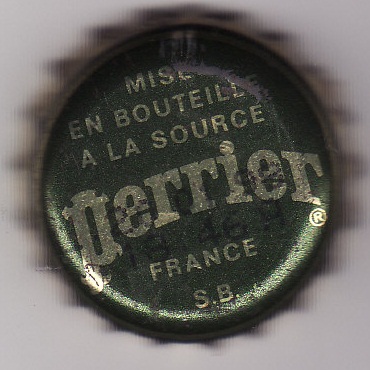 MISE
EN BOUTEILLE
A LA SOURCE
Perrier®
FRANCE
S.B.